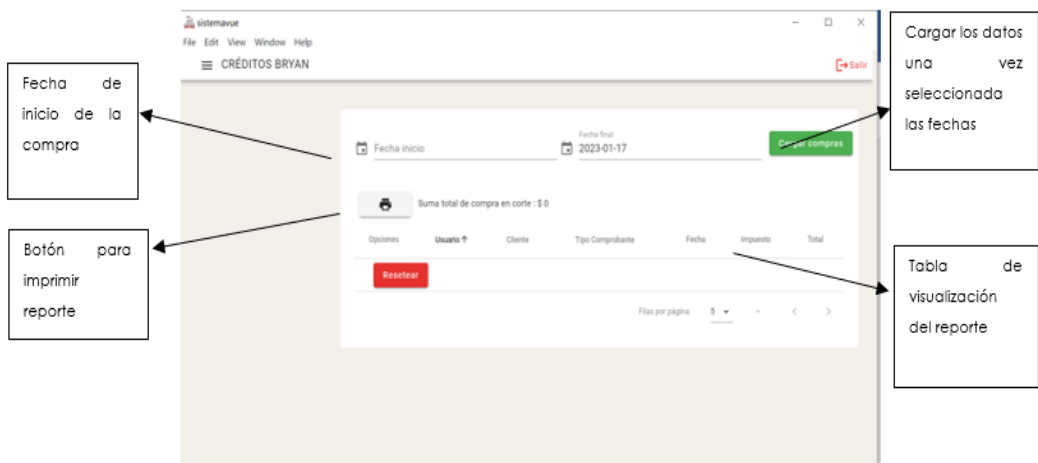 sistemavue
File Edit View Window Help
CRÉDITOS BRYAN
Salir
Fecha de
inicio de la
compra
Cargar los datos
una vez
seleccionada
las fechas
Fecha inicio
Fecha final
2023-01-17
Cargar compras
Suma total de compra en corte : $ 0
Botón para
imprimir
reporte
Opciones Usuario Cliente Tipo Comprobante Fecha Impuesto Total
Resetear
Filas por página: 5 -
Tabla de
visualización
del reporte